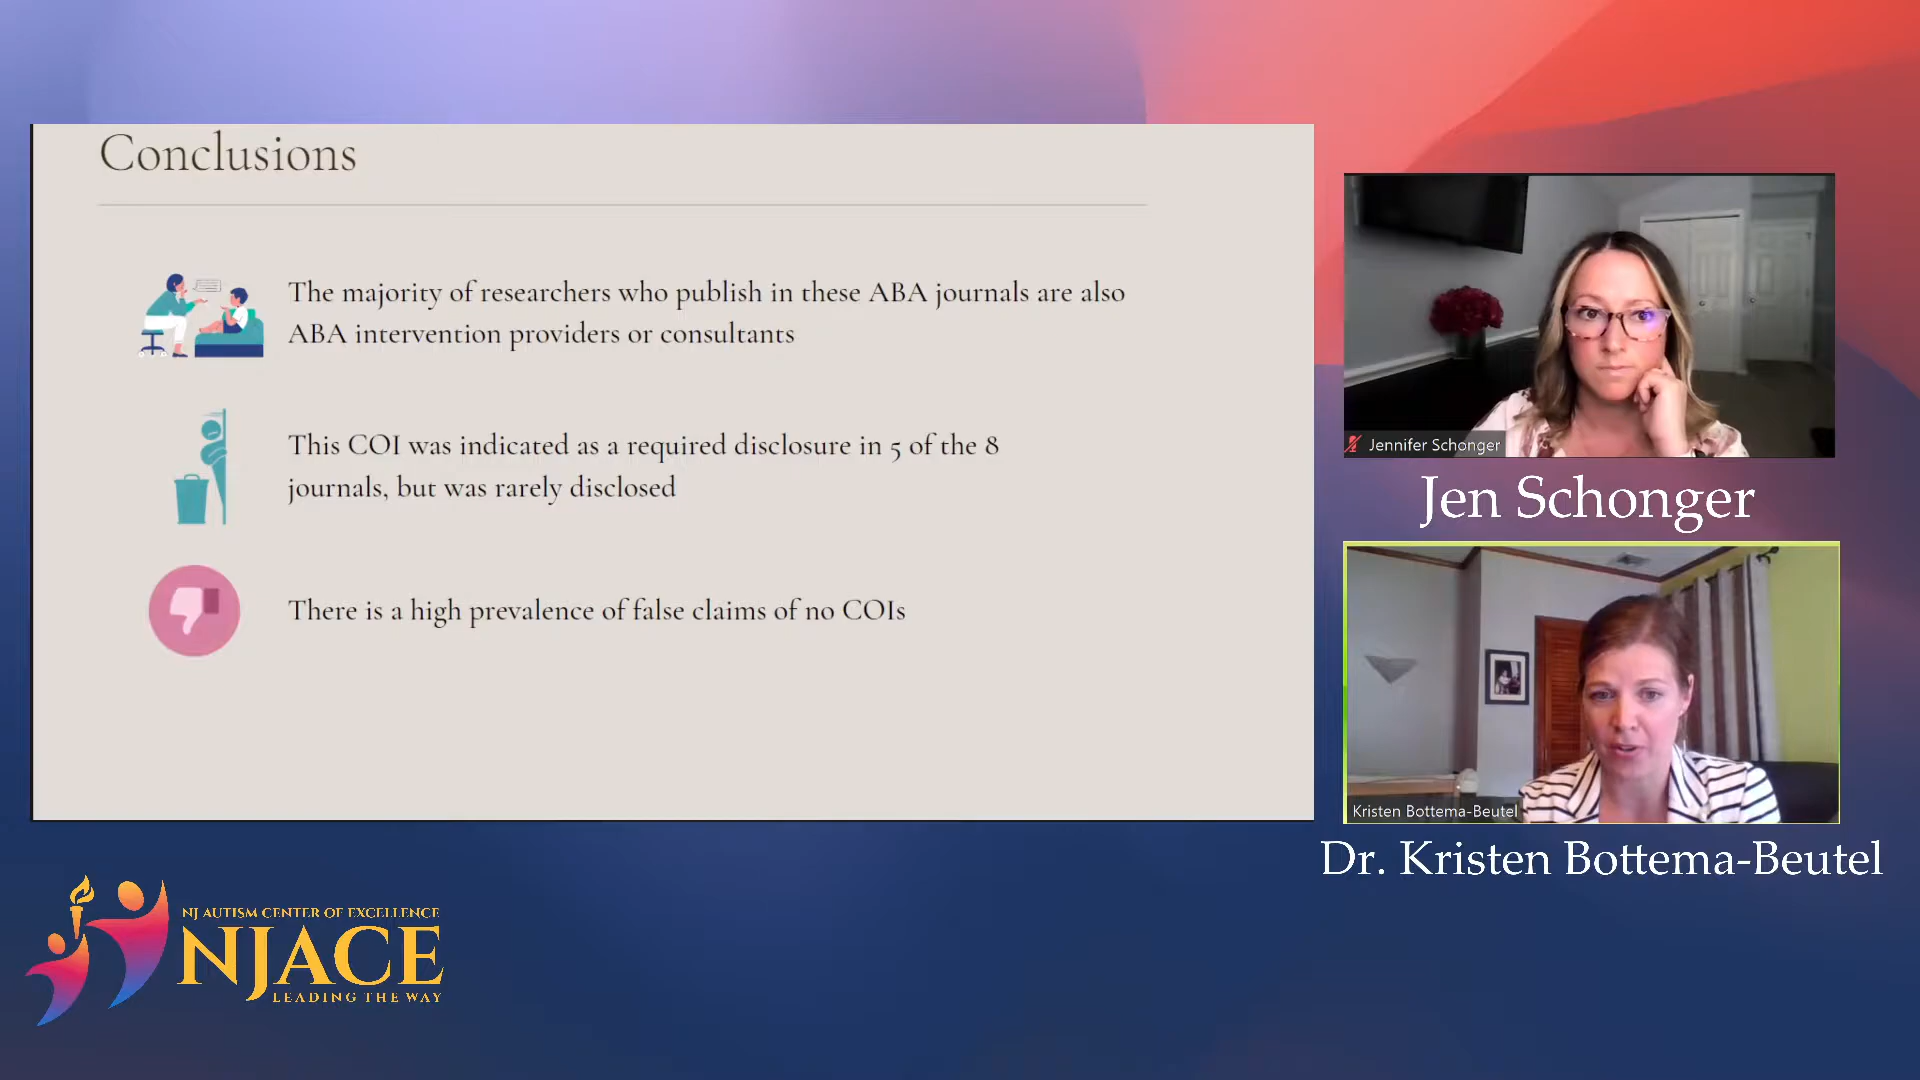 Conclusions
The majority of researchers who publish in these ABA journals are also
ABA intervention providers or consultants
This COI was indicated as a required disclosure in 5 of the 8
journals, but was rarely disclosed
There is a high prevalence of false claims of no COIs
Jennifer Schonger
Jen Schonger
Kristen Bottema-Beutel
Dr. Kristen Bottema-Beutel
NJ AUTISM CENTER OF EXCELLENCE
NJACE
LEADING THE WAY